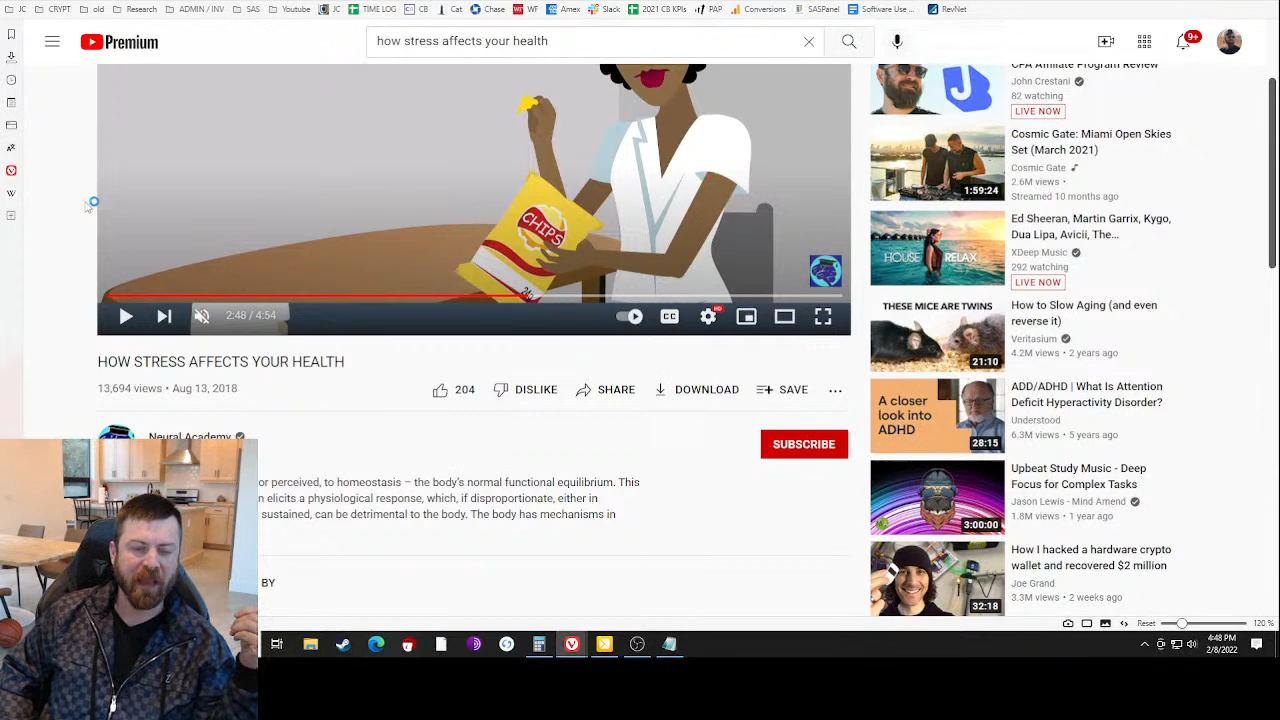 JC
CRYPT
old
Research
ADMIN / INV
SAS
Youtube
JC
TIME LOG
CB
Cat
Chase
WF
Amex
Slack
2021 CB KPIs
PAP
Conversions
SASPanel
Software Use ...
RevNet
Premium
how stress affects your health
9+
W
CHIPS
24g
2:48 / 4:54
CC
HD
HOW STRESS AFFECTS YOUR HEALTH
13,694 views • Aug 13, 2018
204
DISLIKE
SHARE
DOWNLOAD
SAVE
Neural Academy
SUBSCRIBE
or perceived, to homeostasis – the body's normal functional equilibrium. This
n elicits a physiological response, which, if disproportionate, either in
sustained, can be detrimental to the body. The body has mechanisms in
BY
CPA Affiliate Program Review
John Crestani
82 watching
LIVE NOW
Cosmic Gate: Miami Open Skies
Set (March 2021)
Cosmic Gate
2.6M views •
Streamed 10 months ago
1:59:24
Ed Sheeran, Martin Garrix, Kygo,
Dua Lipa, Avicii, The...
XDeep Music
292 watching
LIVE NOW
HOUSE RELAX
THESE MICE ARE TWINS
21:10
How to Slow Aging (and even
reverse it)
Veritasium
4.2M views • 2 years ago
A closer
look into
ADHD
28:15
ADD/ADHD | What Is Attention
Deficit Hyperactivity Disorder?
Understood
6.3M views • 5 years ago
3:00:00
Upbeat Study Music - Deep
Focus for Complex Tasks
Jason Lewis - Mind Amend
1.8M views • 1 year ago
32:18
How I hacked a hardware crypto
wallet and recovered $2 million
Joe Grand
3.3M views • 2 weeks ago
Reset
120 %
4:48 PM
2/8/2022